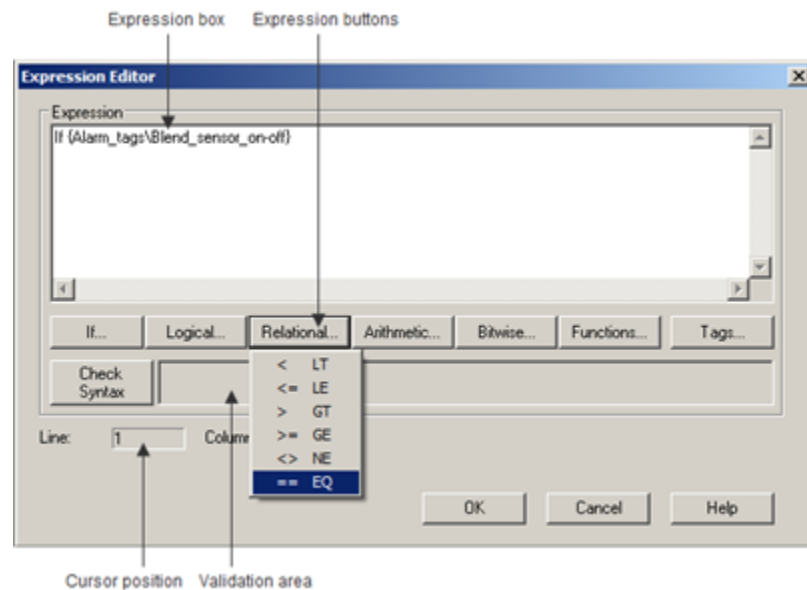 Expression box
Expression buttons
Expression Editor
Expression
If {Alarm_tags\Blend_sensor_on-off}
If... Logical... Relational... Arithmetic... Bitwise... Functions... Tags...
Check
Syntax
< LT
<= LE
> GT
>= GE
<> NE
== EQ
Line: 1
OK Cancel Help
Cursor position
Validation area